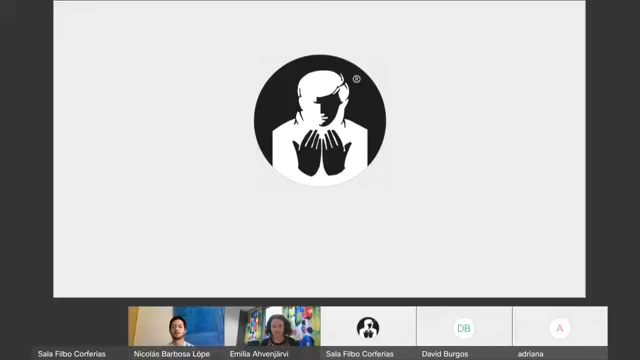 ®
Sala Filbo Corferias
Nicolás Barbosa Lópe
Emilia Ahvenjärvi
Sala Filbo Corferias
DB
David Burgos
A
adriana